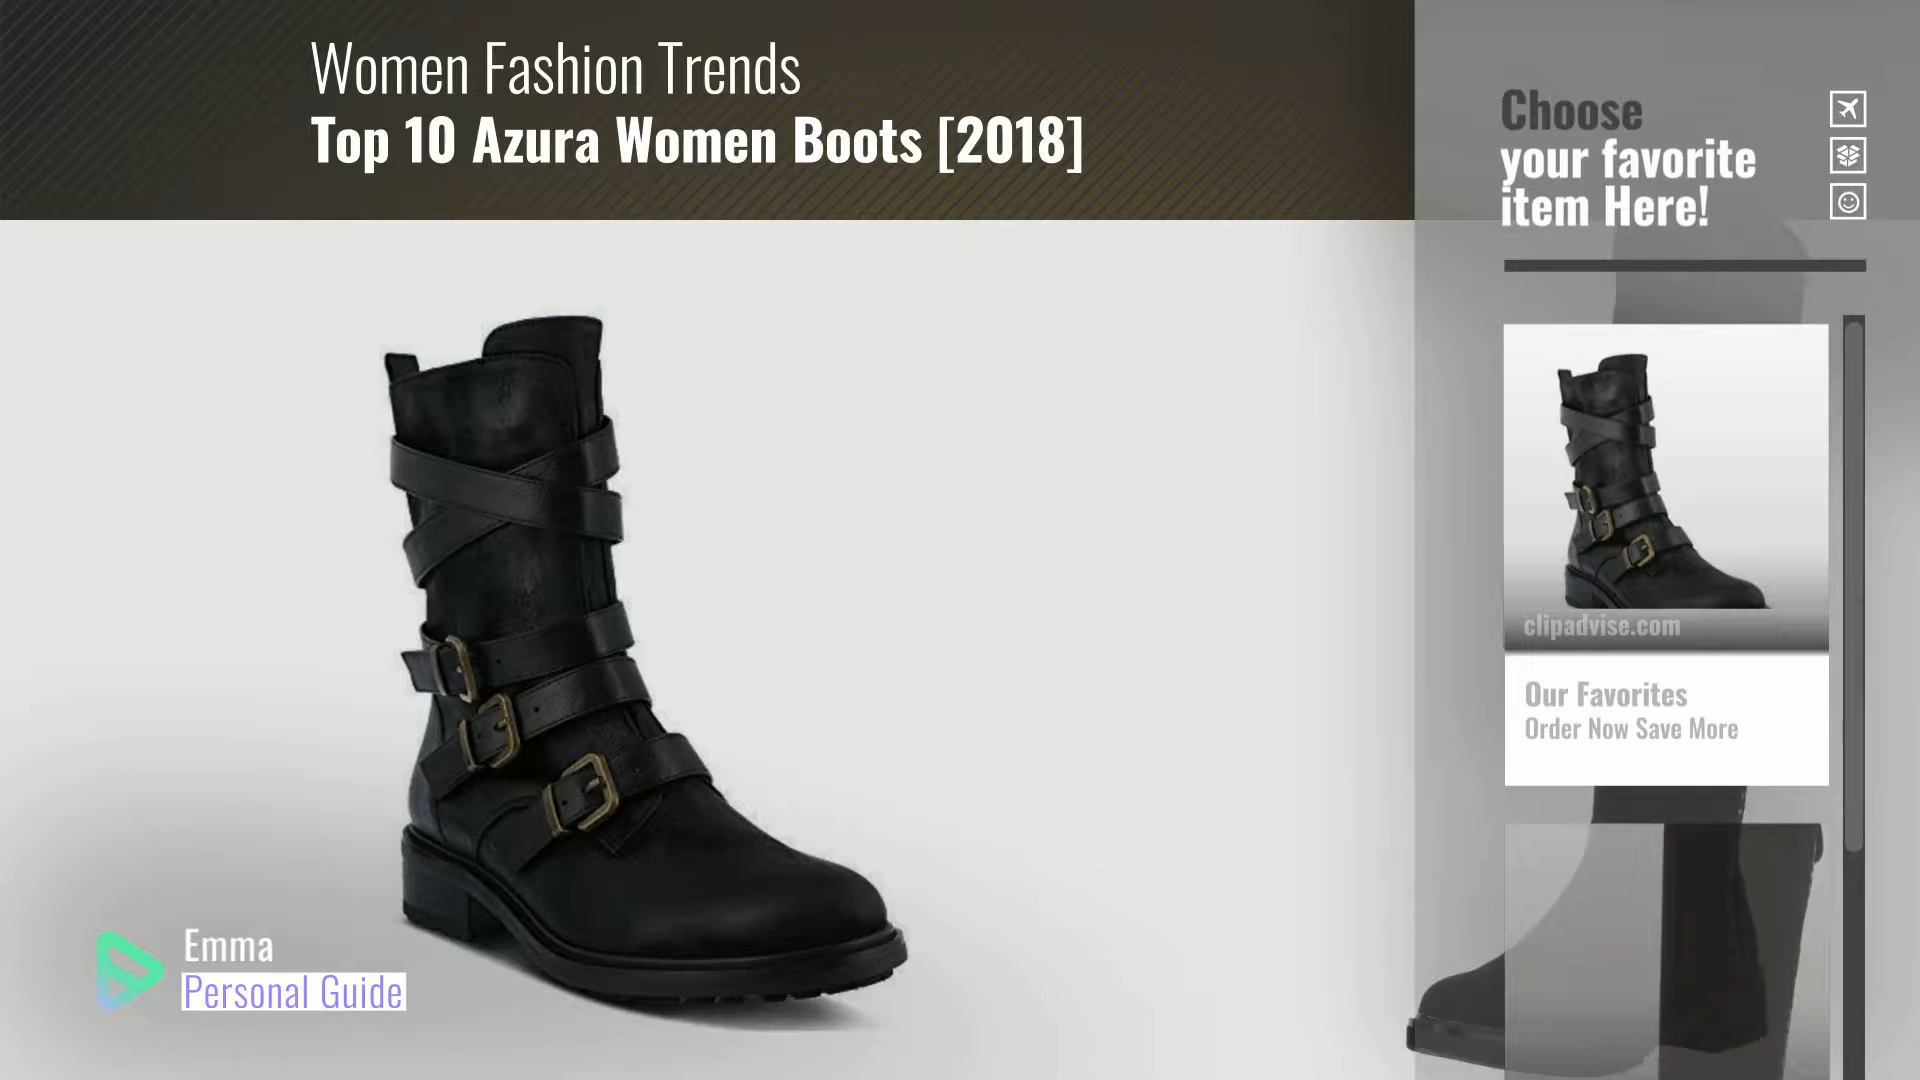 Women Fashion Trends
Top 10 Azura Women Boots [2018]
Choose
your favorite
item Here!
clipadvise.com
Our Favorites
Order Now Save More
Emma
Personal Guide